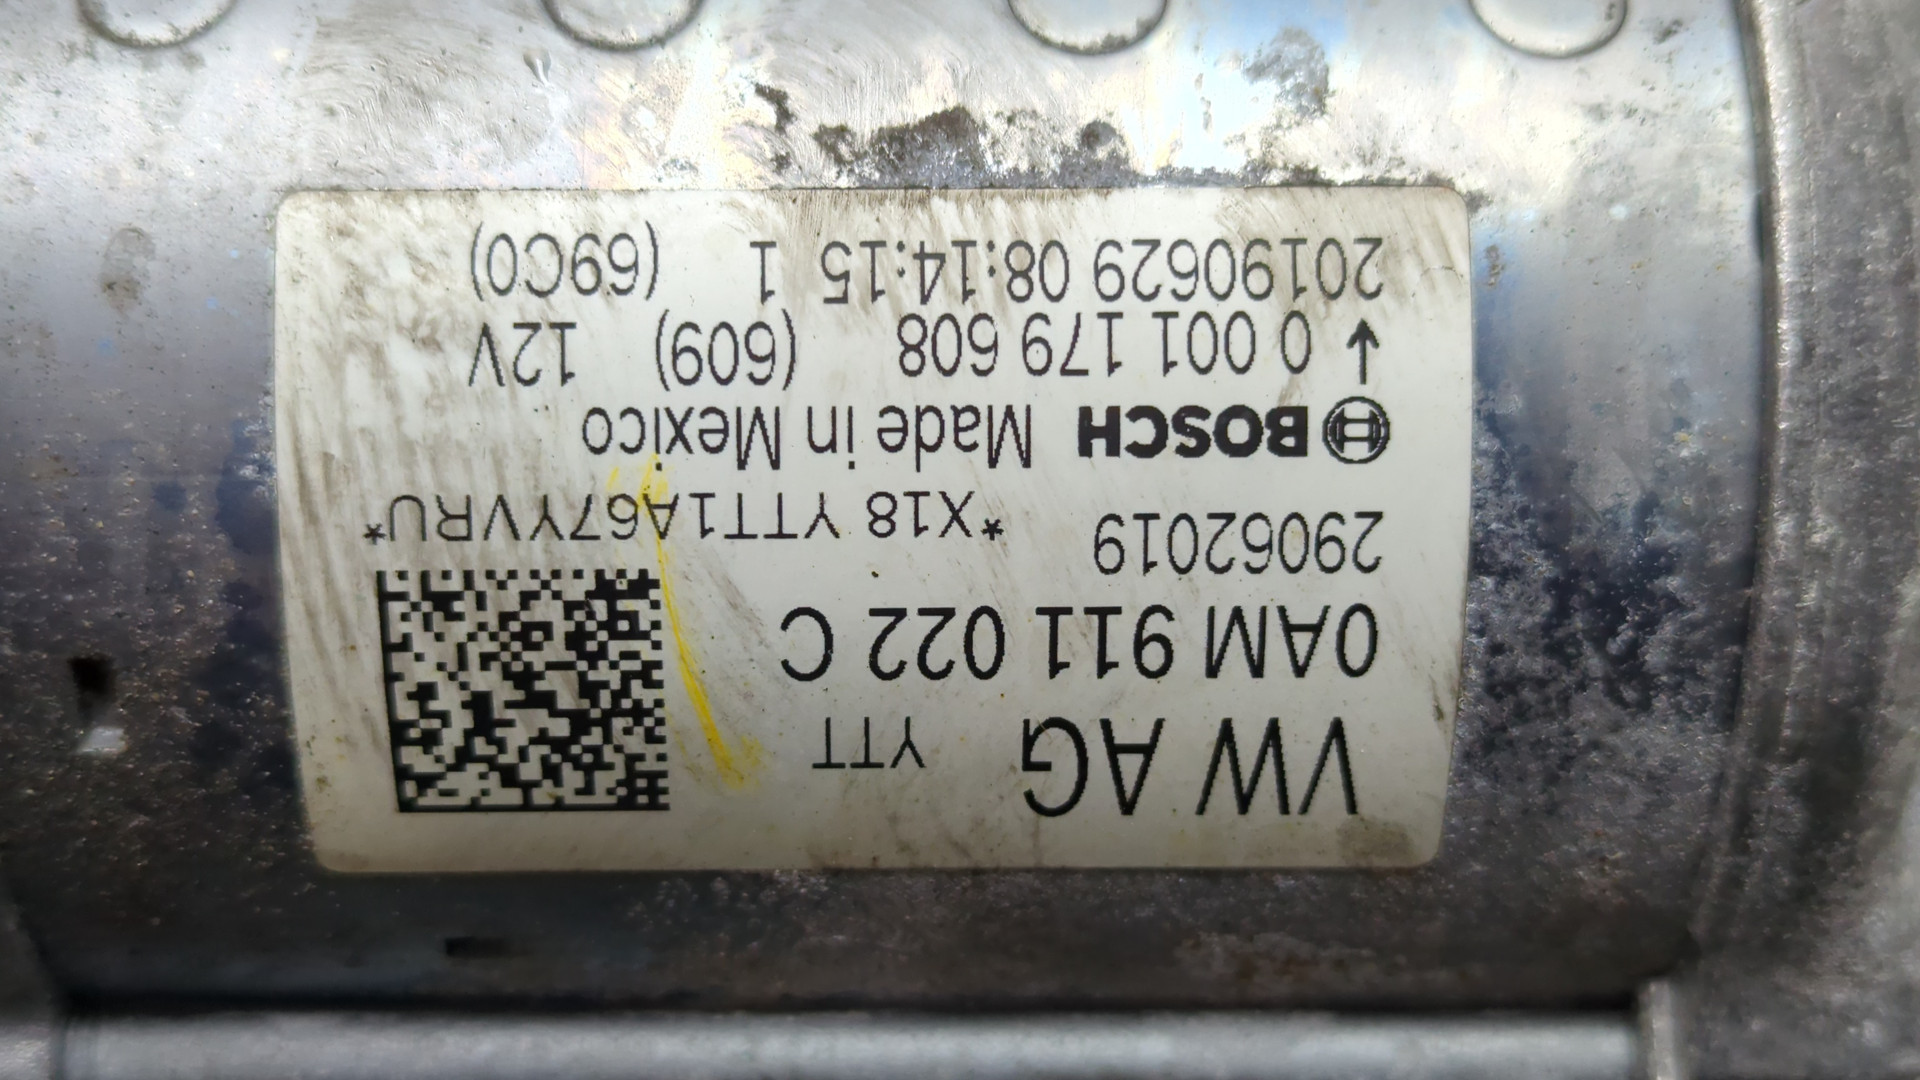 VW AG YTT
0AM 911 022 C
29062019 *X18 YTT1A67YVRU*
BOSCH Made in Mexico
0 001 179 608 (609) 12V
20190629 08:14:15 1 (69C0)